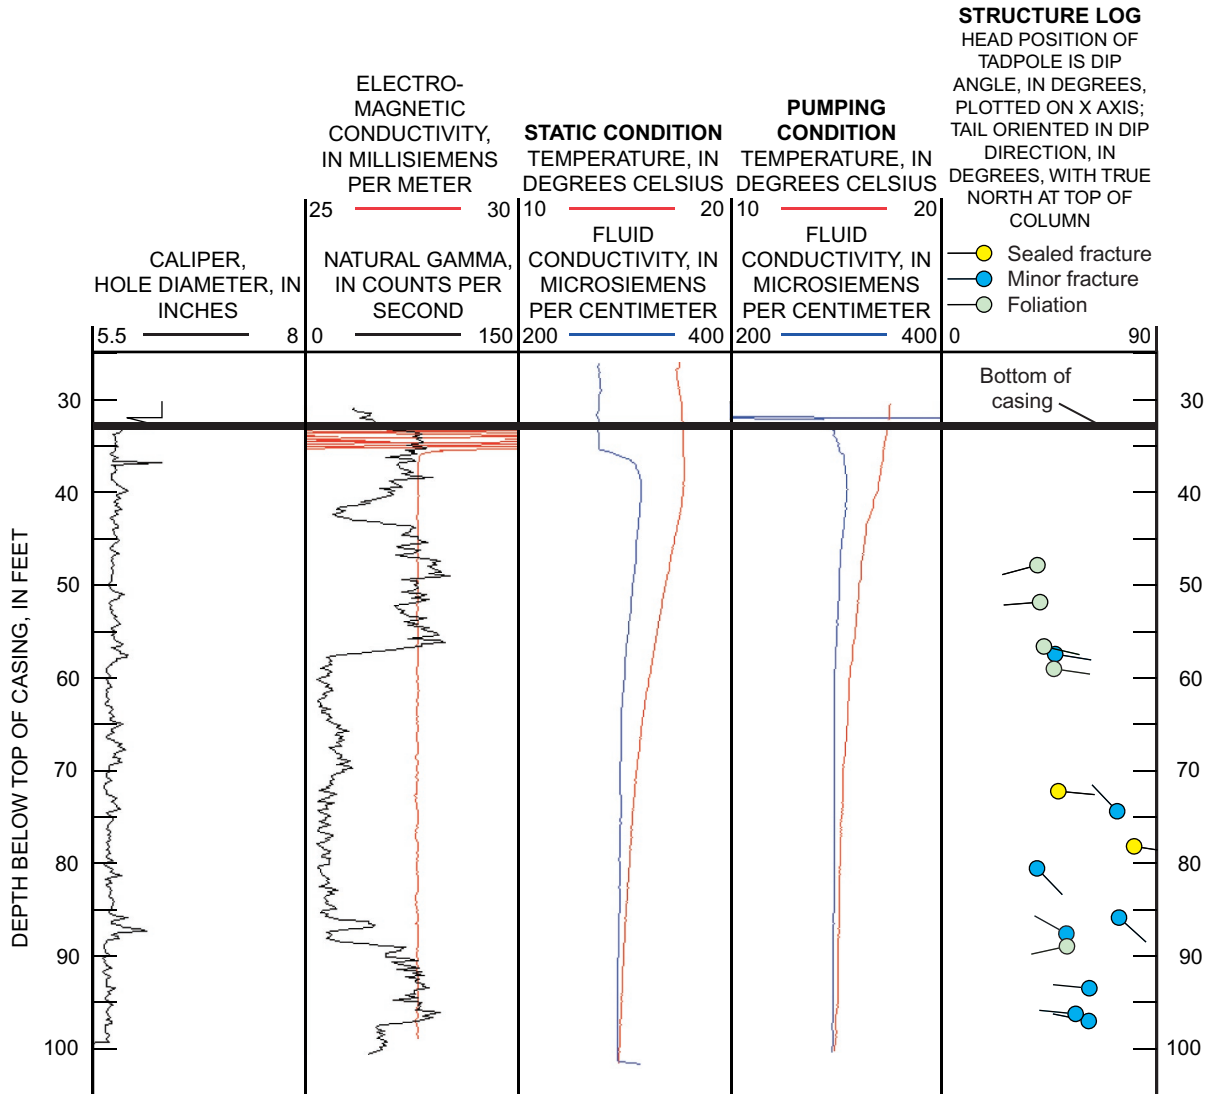 STRUCTURE LOG
HEAD POSITION OF
TADPOLE IS DIP
ANGLE, IN DEGREES,
PLOTTED ON X AXIS;
TAIL ORIENTED IN DIP
DIRECTION, IN
DEGREES, WITH TRUE
NORTH AT TOP OF
COLUMN
Sealed fracture
Minor fracture
Foliation
0 90
ELECTRO-
MAGNETIC
CONDUCTIVITY,
IN MILLISIEMENS
PER METER
25 30
NATURAL GAMMA,
IN COUNTS PER
SECOND
0 150
STATIC CONDITION
TEMPERATURE, IN
DEGREES CELSIUS
10 20
FLUID
CONDUCTIVITY, IN
MICROSIEMENS
PER CENTIMETER
200 400
PUMPING
CONDITION
TEMPERATURE, IN
DEGREES CELSIUS
10 20
FLUID
CONDUCTIVITY, IN
MICROSIEMENS
PER CENTIMETER
200 400
CALIPER,
HOLE DIAMETER, IN
INCHES
5.5 8
Bottom of
casing
DEPTH BELOW TOP OF CASING, IN FEET
30 30
40 40
50 50
60 60
70 70
80 80
90 90
100 100